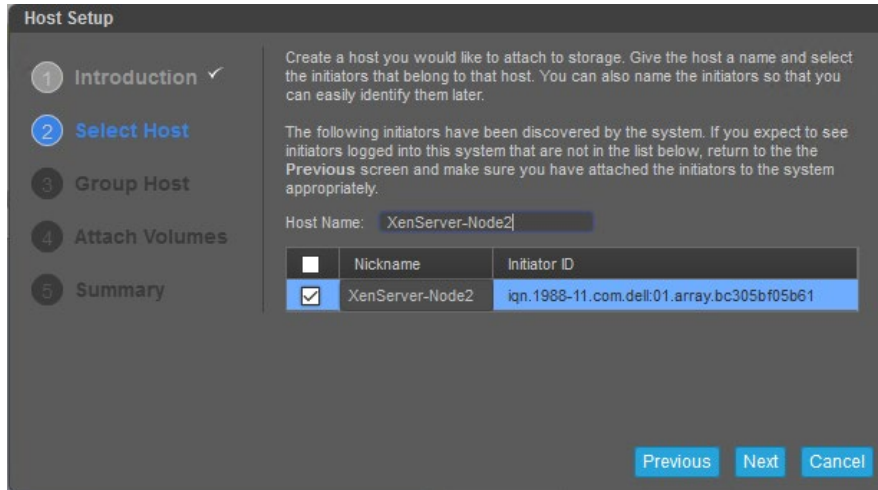 Host Setup
1 Introduction ✓
2 Select Host
3 Group Host
4 Attach Volumes
5 Summary
Create a host you would like to attach to storage. Give the host a name and select
the initiators that belong to that host. You can also name the initiators so that you
can easily identify them later.
The following initiators have been discovered by the system. If you expect to see
initiators logged into this system that are not in the list below, return to the the
Previous screen and make sure you have attached the initiators to the system
appropriately.
Host Name: XenServer-Node2
Nickname Initiator ID
XenServer-Node2 iqn.1988-11.com.dell:01.array.bc305bf05b61
Previous Next Cancel